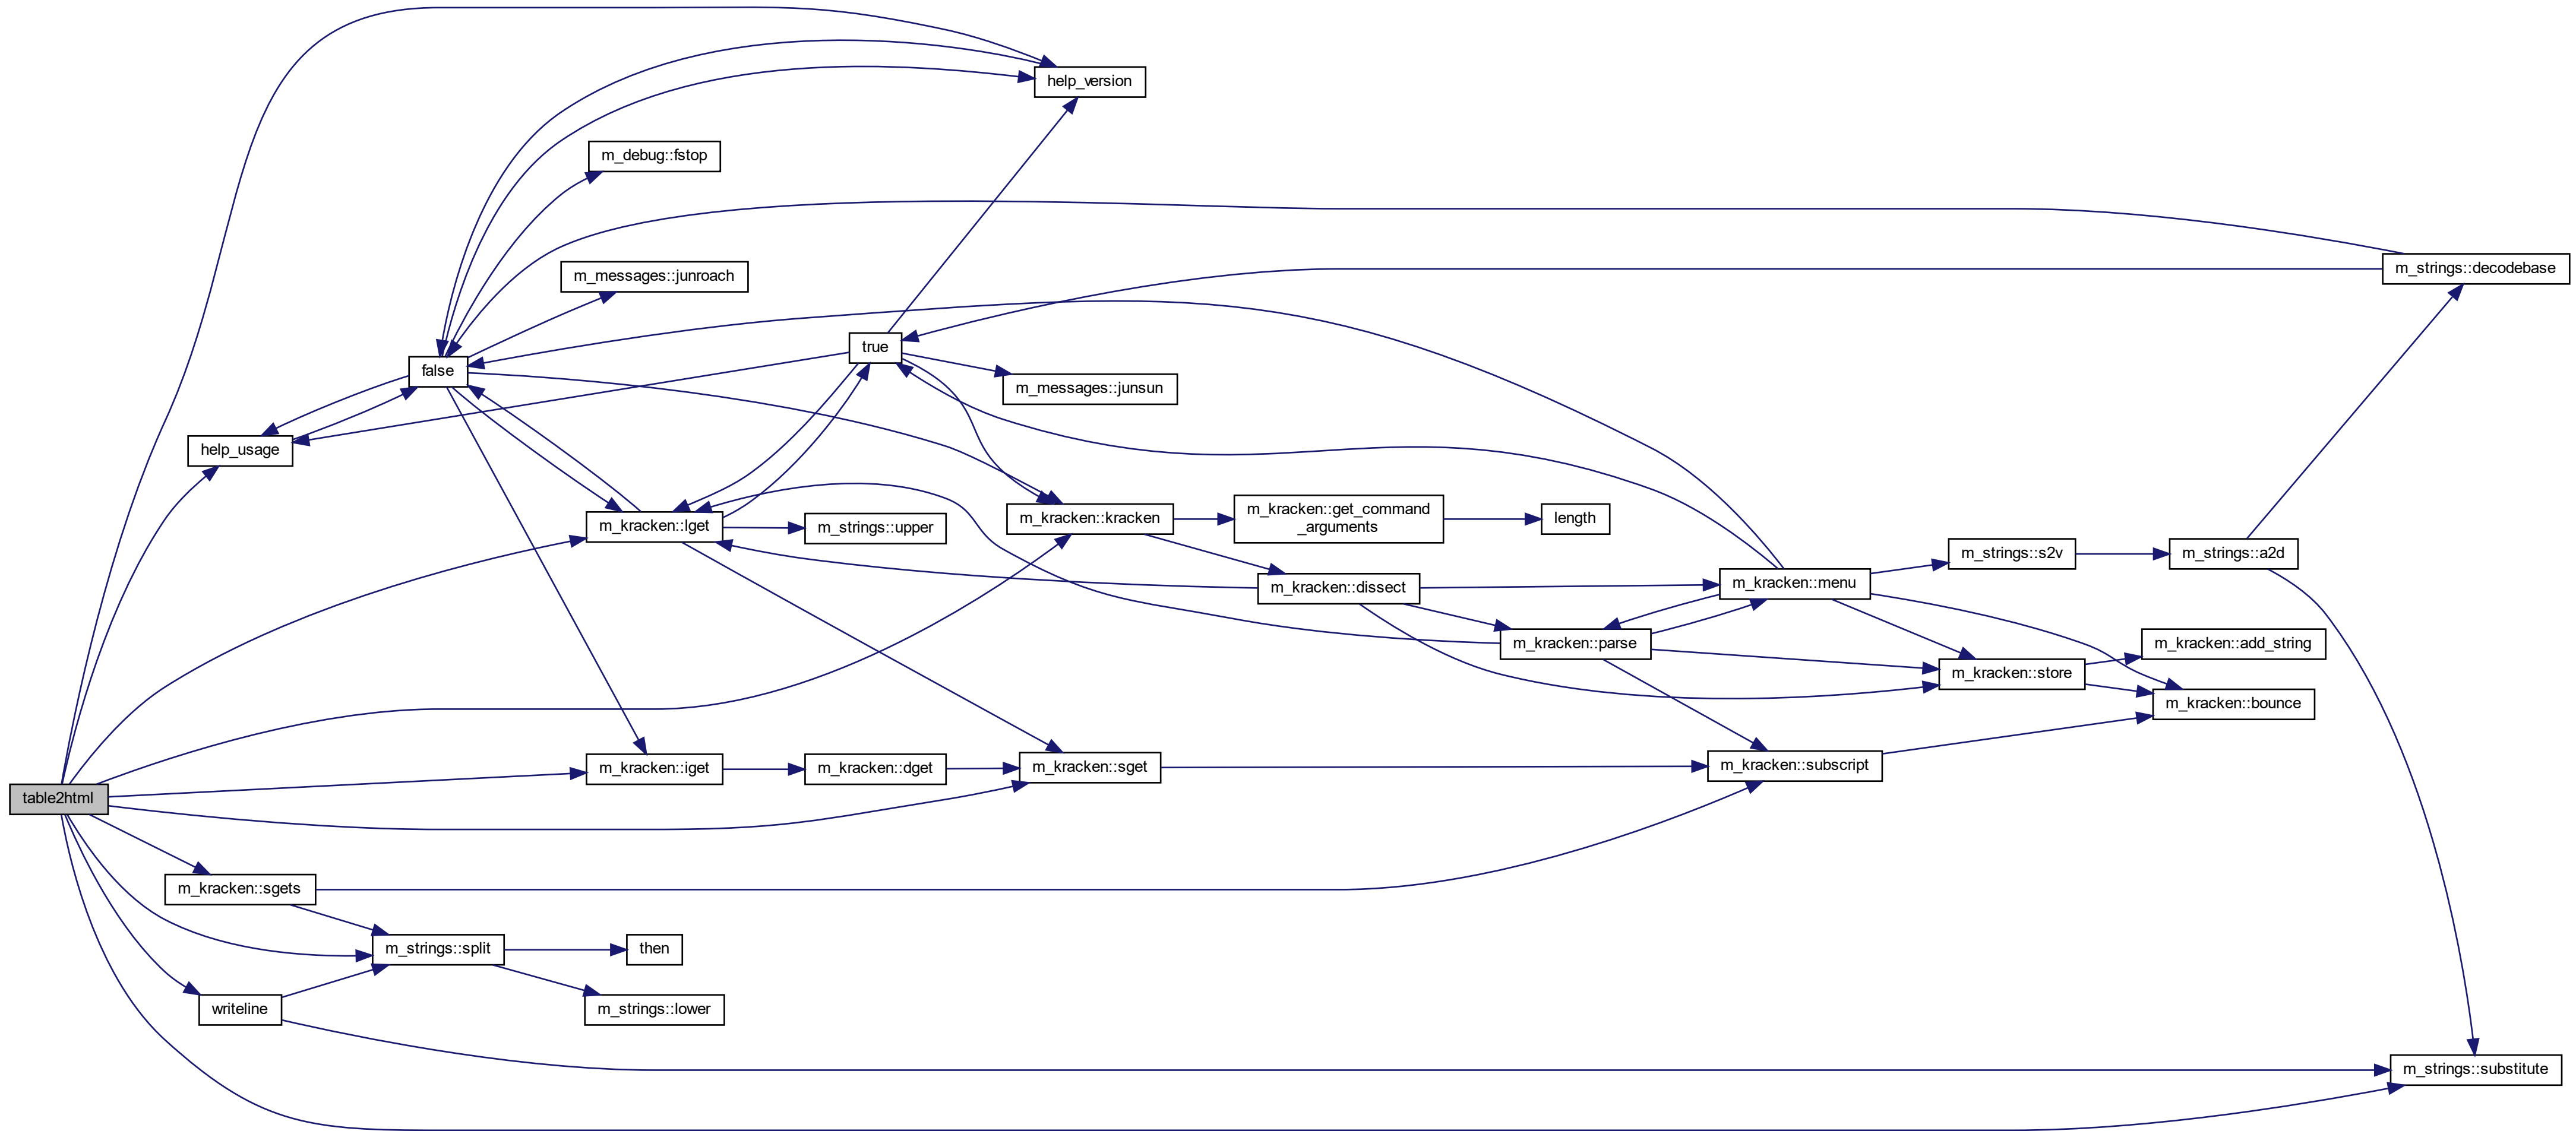 help_version
m_debug::fstop
m_strings::decodebase
m_messages::junroach
true
false
m_messages::junsun
help_usage
m_kracken::lget
m_strings::upper
m_kracken::kracken
m_kracken::get_command
_arguments
length
m_strings::s2v
m_strings::a2d
m_kracken::dissect
m_kracken::menu
m_kracken::parse
m_kracken::add_string
m_kracken::store
m_kracken::bounce
m_kracken::iget
m_kracken::dget
m_kracken::sget
m_kracken::subscript
table2html
m_kracken::sgets
m_strings::split
then
writeline
m_strings::lower
m_strings::substitute